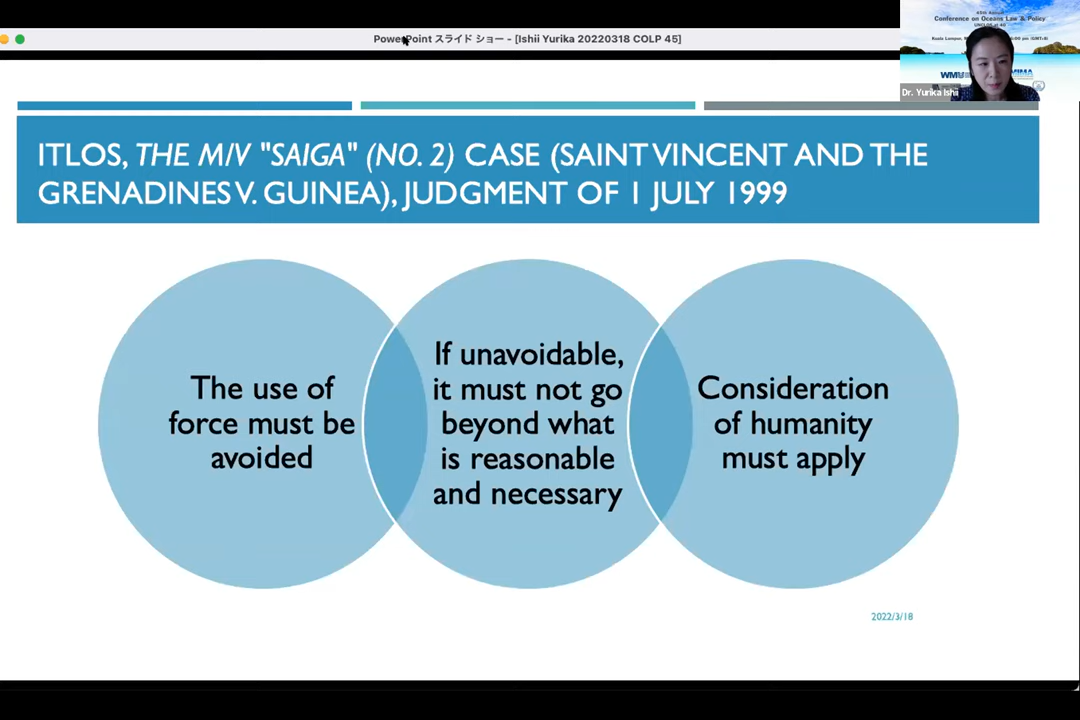 PowerPoint スライド ショー - [Ishii Yurika 20220318 COLP 45]
Conference on Oceans Law & Policy
Dr. Yurika Ishii
ITLOS, THE M/V "SAIGA" (NO. 2) CASE (SAINT VINCENT AND THE
GRENADINES V. GUINEA), JUDGMENT OF 1 JULY 1999
The use of
force must be
avoided
If unavoidable,
it must not go
beyond what
is reasonable
and necessary
Consideration
of humanity
must apply
2022/3/18